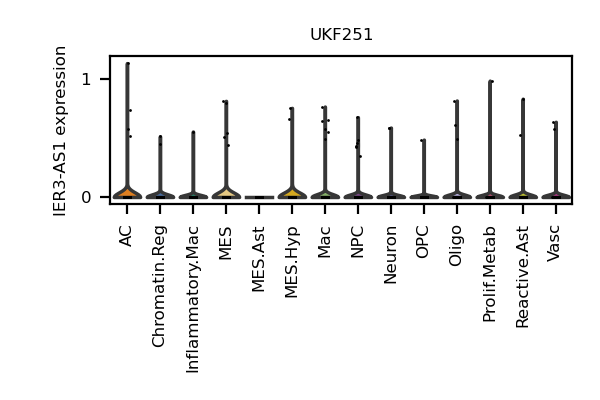 UKF251
IER3-AS1 expression
1
0
AC
Chromatin.Reg
Inflammatory.Mac
MES
MES.Ast
MES.Hyp
Mac
NPC
Neuron
OPC
Oligo
Prolif.Metab
Reactive.Ast
Vasc